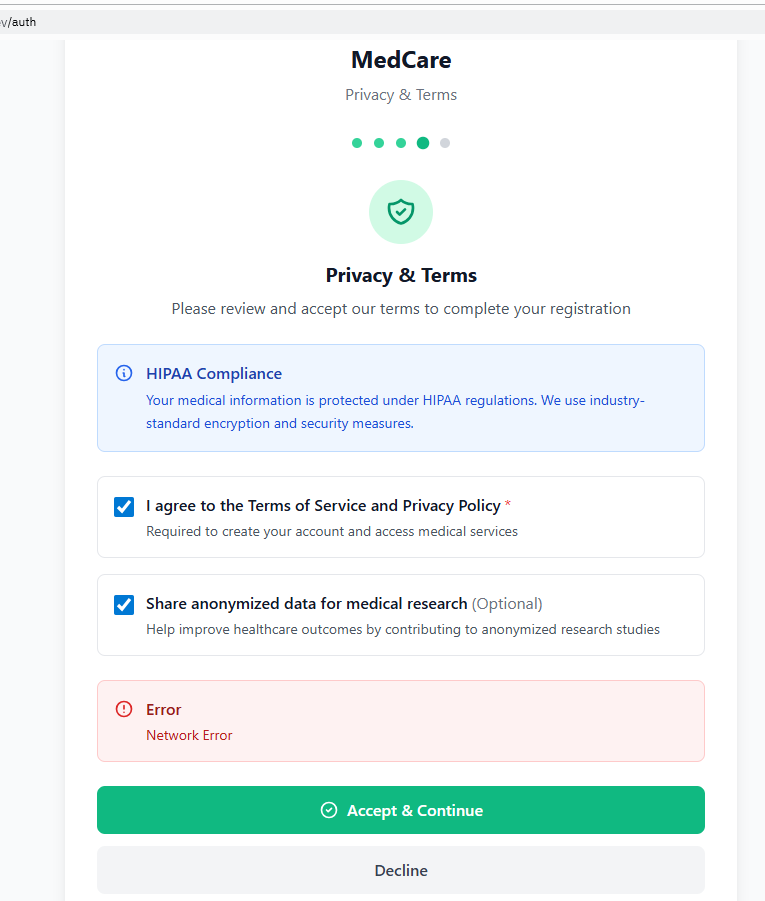 v/auth
MedCare
Privacy & Terms
Privacy & Terms
Please review and accept our terms to complete your registration
HIPAA Compliance
Your medical information is protected under HIPAA regulations. We use industry-
standard encryption and security measures.
I agree to the Terms of Service and Privacy Policy *
Required to create your account and access medical services
Share anonymized data for medical research (Optional)
Help improve healthcare outcomes by contributing to anonymized research studies
Error
Network Error
Accept & Continue
Decline